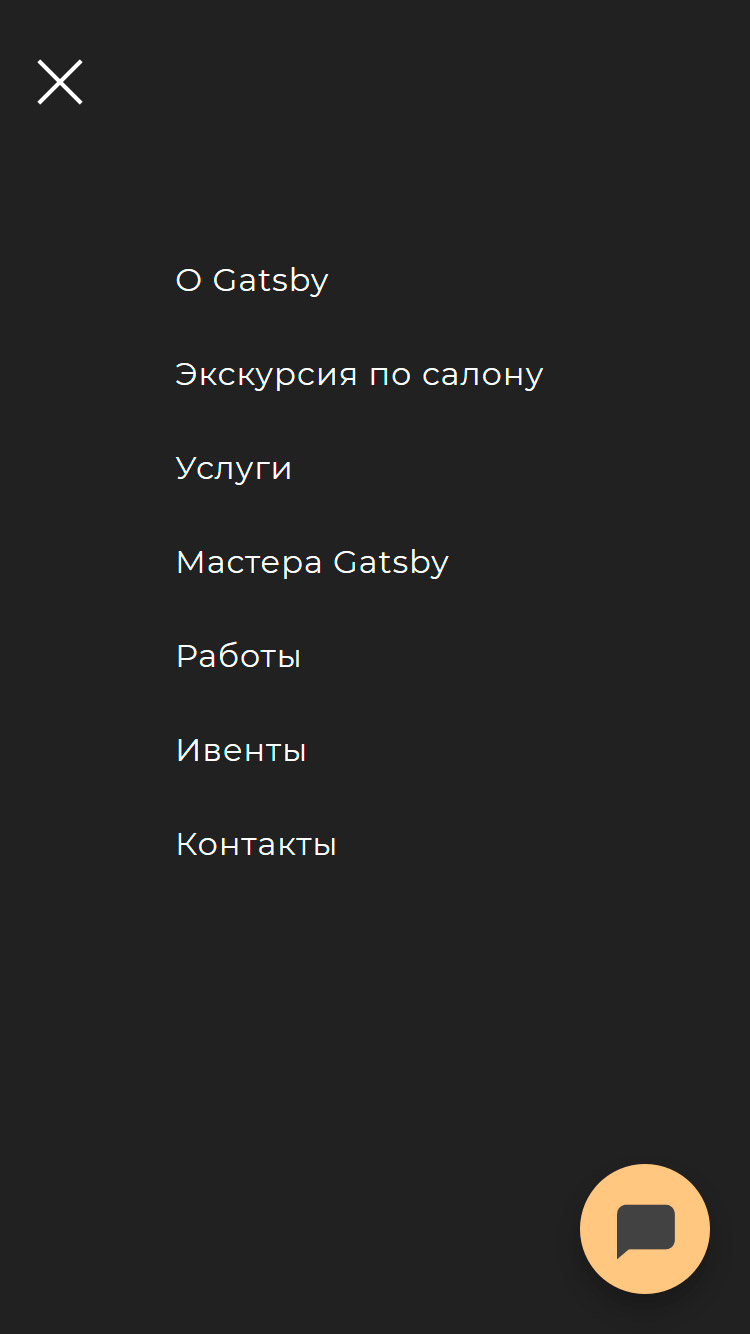 О Gatsby
Экскурсия по салону
Услуги
Мастера Gatsby
Работы
Ивенты
Контакты